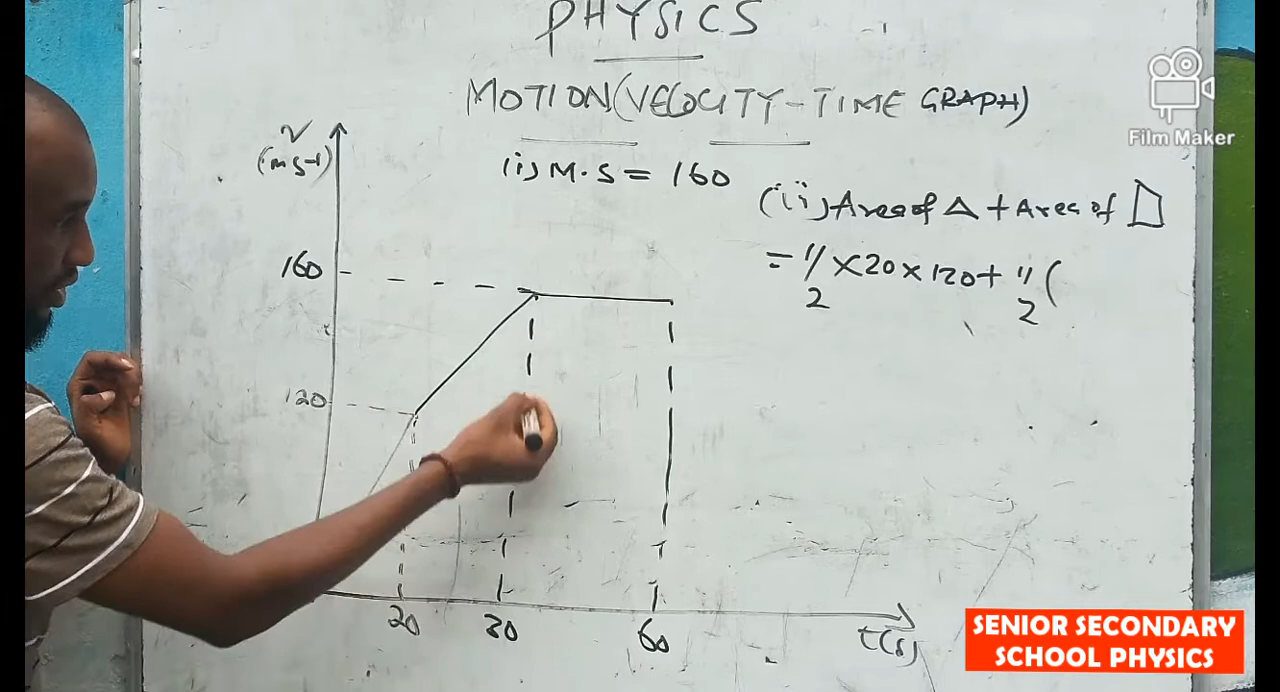 PHYSICS
MOTION(VELOCITY-TIME GRAPH)
V
(ms-1)
(i) M.S = 160
(ii) Area of Δ + Area of
= 1/2 × 20 × 120 + 1/2 (
160
120
20 30 60 t(s)
Film Maker
SENIOR SECONDARY
SCHOOL PHYSICS